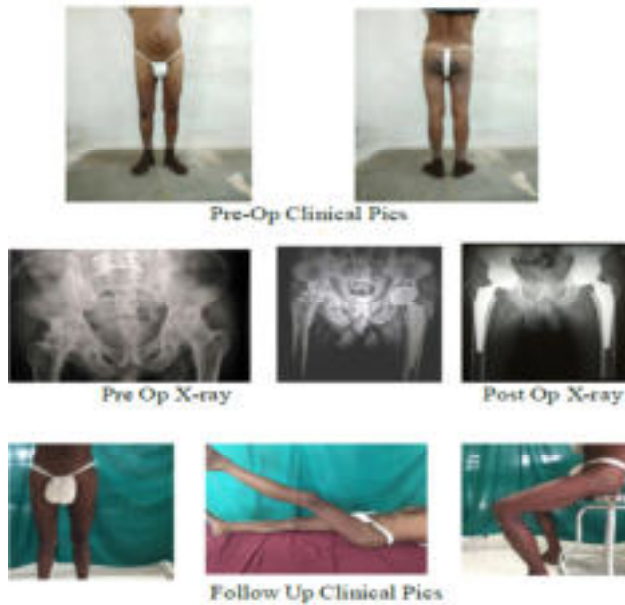 Pre-Op Clinical Pics
Pre Op X-ray
Post Op X-ray
Follow Up Clinical Pics